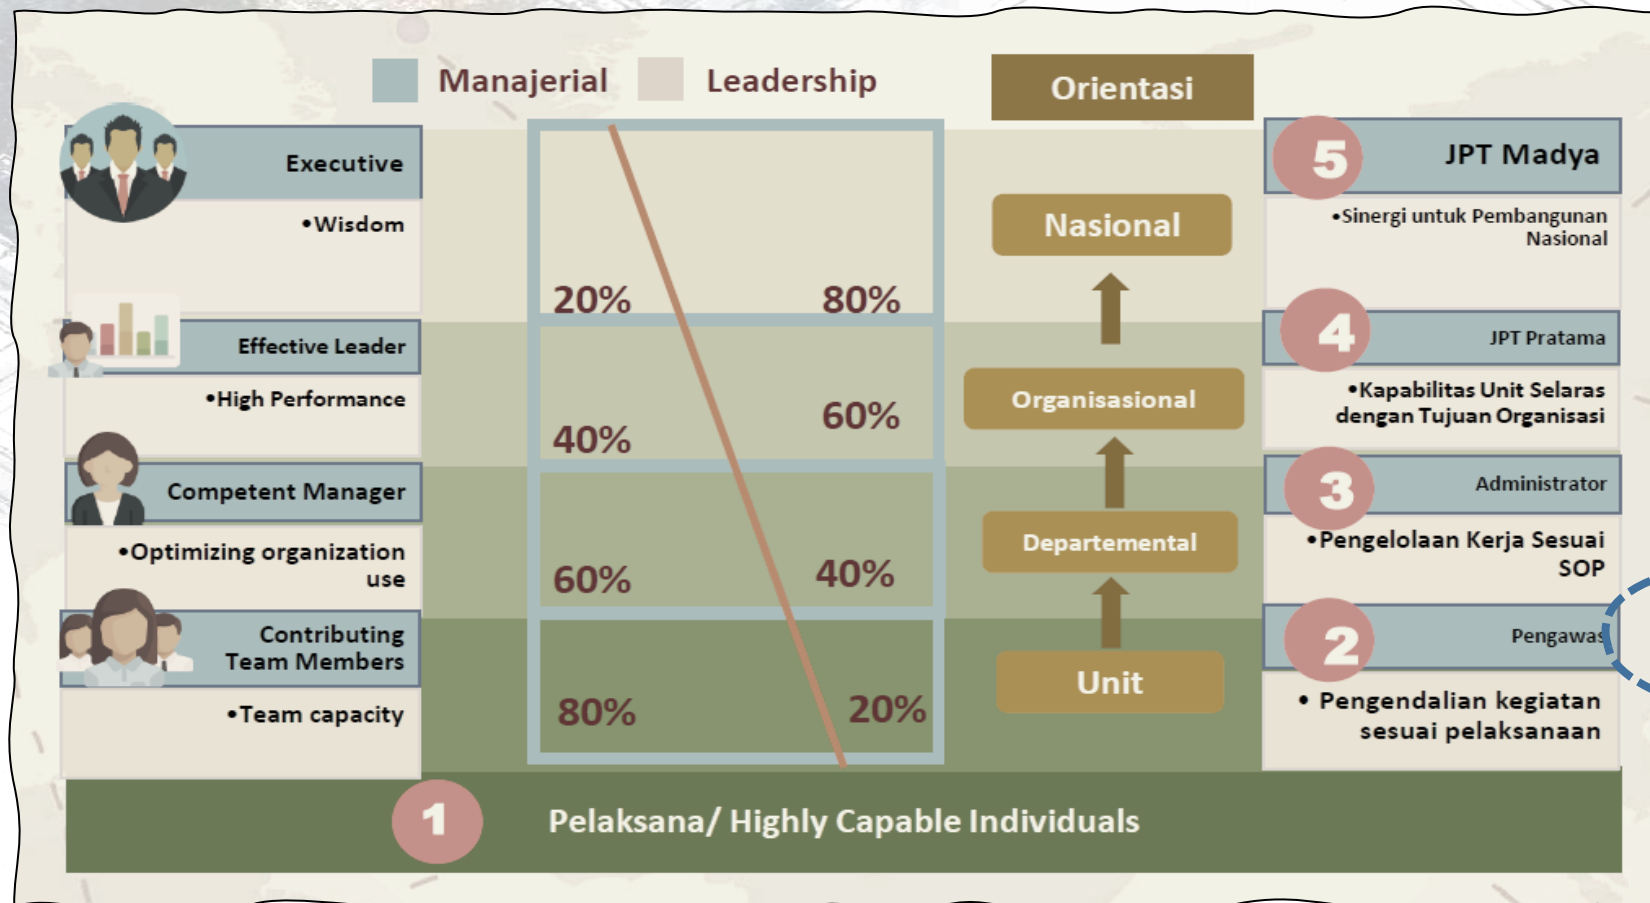 Manajerial
Leadership
Orientasi
Executive
•Wisdom
20%
80%
Nasional
5
JPT Madya
•Sinergi untuk Pembangunan
Nasional
Effective Leader
•High Performance
40%
60%
Organisasional
4
JPT Pratama
•Kapabilitas Unit Selaras
dengan Tujuan Organisasi
Competent Manager
•Optimizing organization
use
60%
40%
Departemental
3
Administrator
•Pengelolaan Kerja Sesuai
SOP
Contributing
Team Members
•Team capacity
80%
20%
Unit
2
Pengawas
• Pengendalian kegiatan
sesuai pelaksanaan
1
Pelaksana/ Highly Capable Individuals